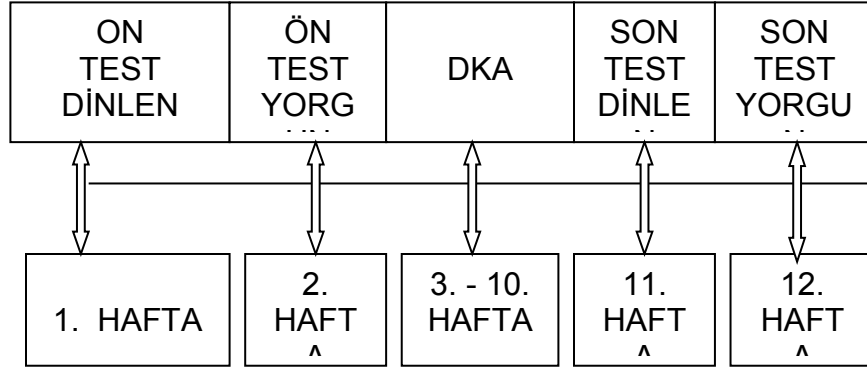 ON
TEST
DİNLEN
ÖN
TEST
YORG
DKA
SON
TEST
DİNLE
SON
TEST
YORGU
1. HAFTA
2.
HAFT
3. - 10.
HAFTA
11.
HAFT
12.
HAFT